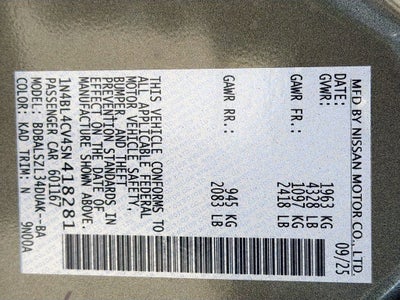 MFD BY NISSAN MOTOR CO., LTD.
DATE: 09/25
GVWR: 1963 KG
4328 LB
GAWR FR.: 1097 KG
2418 LB
GAWR RR.: 945 KG
2083 LB
THIS VEHICLE CONFORMS TO
ALL APPLICABLE FEDERAL
MOTOR VEHICLE SAFETY,
BUMPER, AND THEFT
PREVENTION STANDARDS IN
EFFECT ON THE DATE OF
MANUFACTURE SHOWN ABOVE.
1N4BL4CV4SN418281
PASSENGER CAR 601167
MODEL: BDBALSZL34DUAK--BA
COLOR: KAD TRIM: N 9N00A